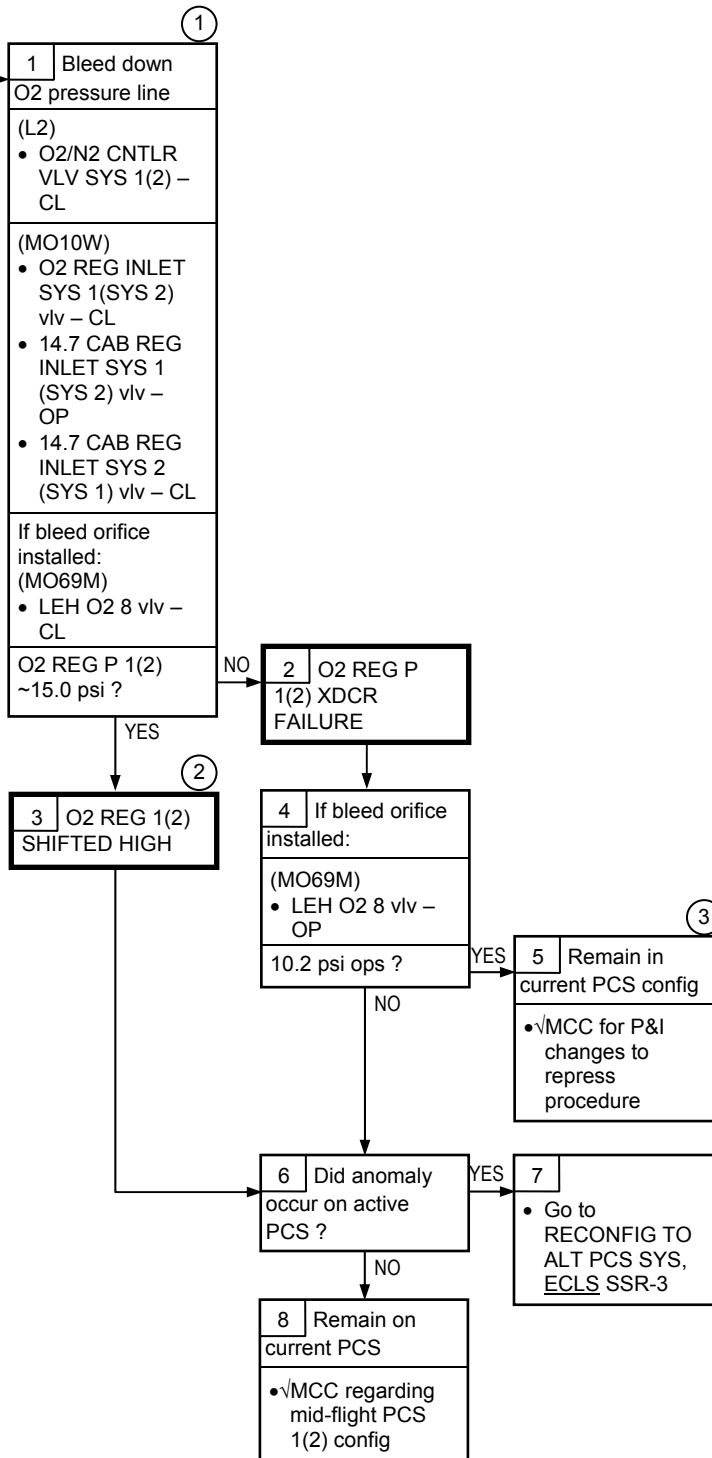 1
1 Bleed down
O2 pressure line
(L2)
• O2/N2 CNTLR
VLV SYS 1(2) –
CL
(MO10W)
• O2 REG INLET
SYS 1(SYS 2)
vlv – CL
• 14.7 CAB REG
INLET SYS 1
(SYS 2) vlv –
OP
• 14.7 CAB REG
INLET SYS 2
(SYS 1) vlv – CL
If bleed orifice
installed:
(MO69M)
• LEH O2 8 vlv –
CL
O2 REG P 1(2)
~15.0 psi ?
NO
YES
2 O2 REG P
1(2) XDCR
FAILURE
2
3 O2 REG 1(2)
SHIFTED HIGH
4 If bleed orifice
installed:
(MO69M)
• LEH O2 8 vlv –
OP
10.2 psi ops ?
YES
NO
3
5 Remain in
current PCS config
•√MCC for P&I
changes to
repress
procedure
6 Did anomaly
occur on active
PCS ?
YES
NO
7
• Go to
RECONFIG TO
ALT PCS SYS,
ECLS SSR-3
8 Remain on
current PCS
•√MCC regarding
mid-flight PCS
1(2) config